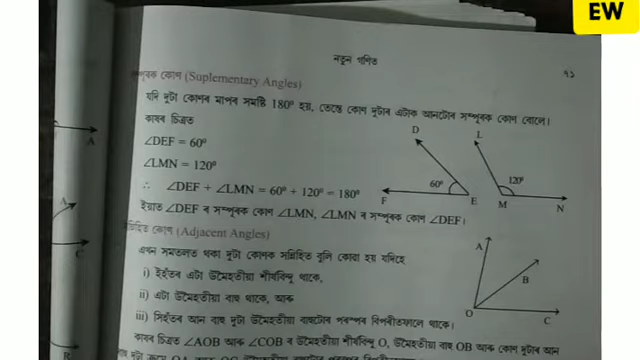 EW
নতুন গণিত
৭১
সম্পূৰক কোণ (Suplementary Angles)
যদি দুটা কোণৰ মাপৰ সমষ্টি 180° হয়, তেন্তে কোণ দুটাৰ এটাক আনটোৰ সম্পূৰক কোণ বোলে।
কাষৰ চিত্ৰত
∠DEF = 60°
∠LMN = 120°
∴ ∠DEF + ∠LMN = 60° + 120° = 180°
ইয়াত ∠DEF ৰ সম্পূৰক কোণ ∠LMN, ∠LMN ৰ সম্পূৰক কোণ ∠DEF।
D
L
60°
120°
F
E
M
N
সন্নিহিত কোণ (Adjacent Angles)
এখন সমতলত থকা দুটা কোণক সন্নিহিত বুলি কোৱা হয় যদিহে
i) ইহঁতৰ এটা উমৈহতীয়া শীৰ্ষবিন্দু থাকে,
ii) এটা উমৈহতীয়া বাহু থাকে, আৰু
iii) সিহঁতৰ আন বাহু দুটা উমৈহতীয়া বাহুটোৰ পৰস্পৰ বিপৰীতফালে থাকে।
A
B
O
C
কাষৰ চিত্ৰত ∠AOB আৰু ∠COB ৰ উমৈহতীয়া শীৰ্ষবিন্দু O, উমৈহতীয়া বাহু OB আৰু কোণ দুটাৰ আন
A
A
C
B